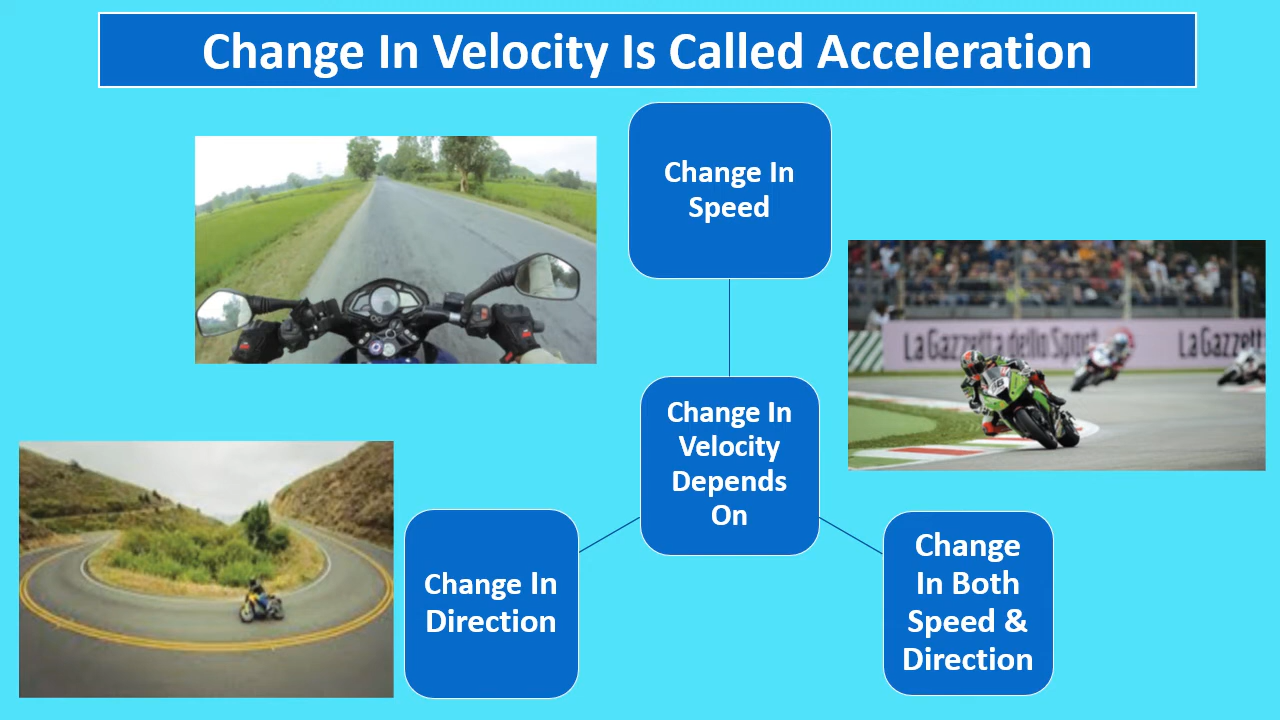 Change In Velocity Is Called Acceleration
Change In
Speed
La Gazzetta dello Sport
La Gazzett
Change In
Velocity
Depends
On
Change In
Direction
Change
In Both
Speed &
Direction